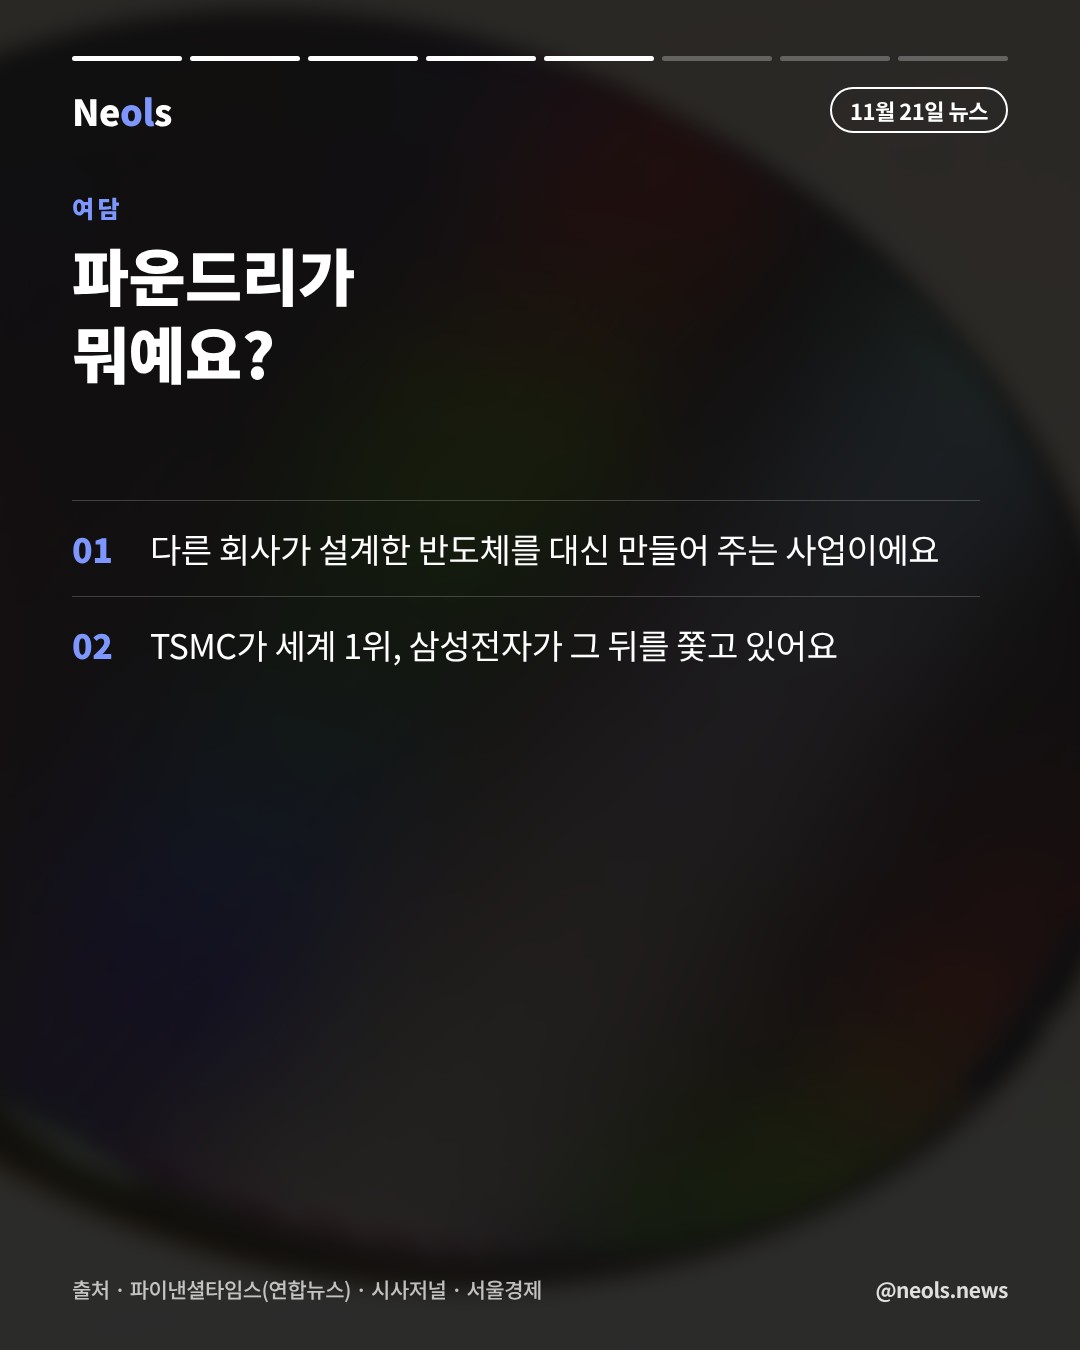 Neols
11월 21일 뉴스
여담
파운드리가
뭐예요?
01 다른 회사가 설계한 반도체를 대신 만들어 주는 사업이에요
02 TSMC가 세계 1위, 삼성전자가 그 뒤를 쫓고 있어요
출처 · 파이낸셜타임스(연합뉴스) · 시사저널 · 서울경제
@neols.news